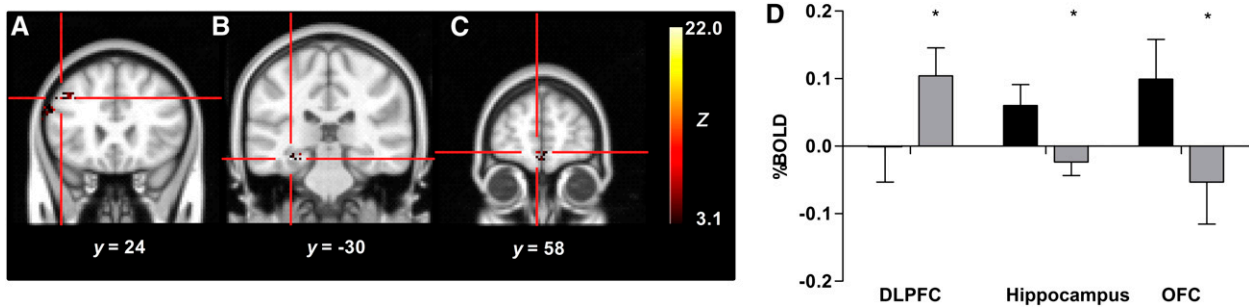 A
B
C
22.0
Z
3.1
y = 24
y = -30
y = 58
D
%BOLD
0.2
0.1
0.0
-0.1
-0.2
*
*
*
DLPFC
Hippocampus
OFC